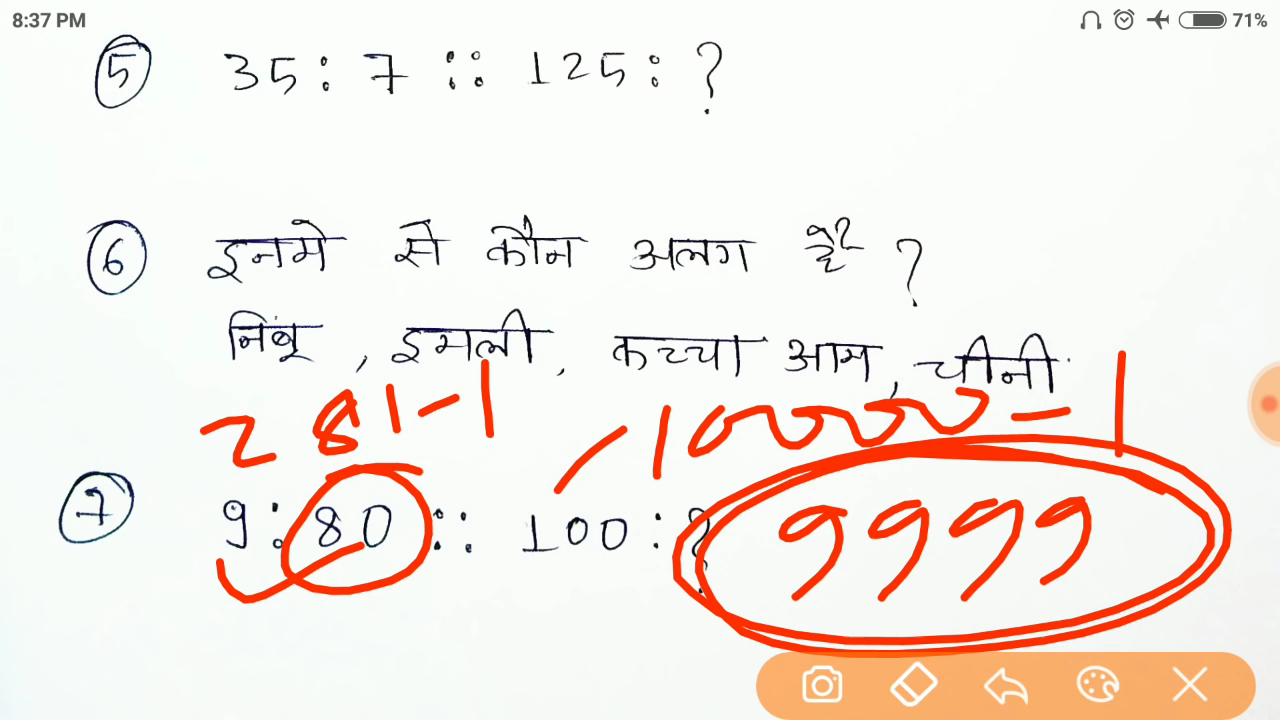 8:37 PM 71%
5 35 : 7 :: 125 : ?
6 इनमे से कौन अलग है ?
निंबू , इमली , कच्चा आम , चीनी
2 81-1 10000-1
7 9 : 80 :: 100 : ? 9999